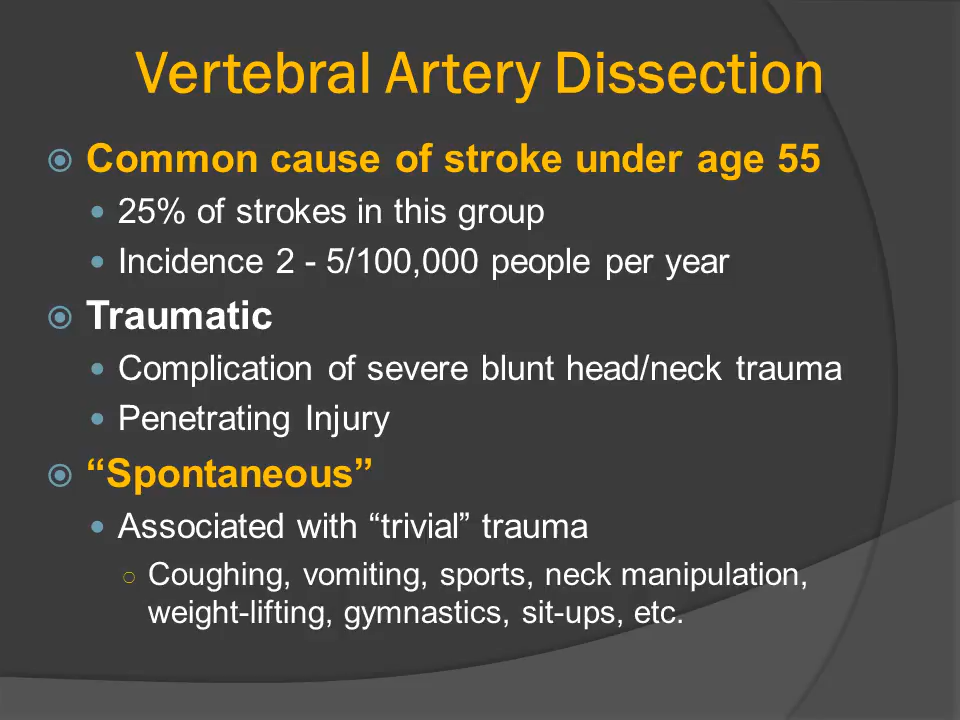 Vertebral Artery Dissection
Common cause of stroke under age 55
25% of strokes in this group
Incidence 2 - 5/100,000 people per year
Traumatic
Complication of severe blunt head/neck trauma
Penetrating Injury
“Spontaneous”
Associated with “trivial” trauma
Coughing, vomiting, sports, neck manipulation,
weight-lifting, gymnastics, sit-ups, etc.